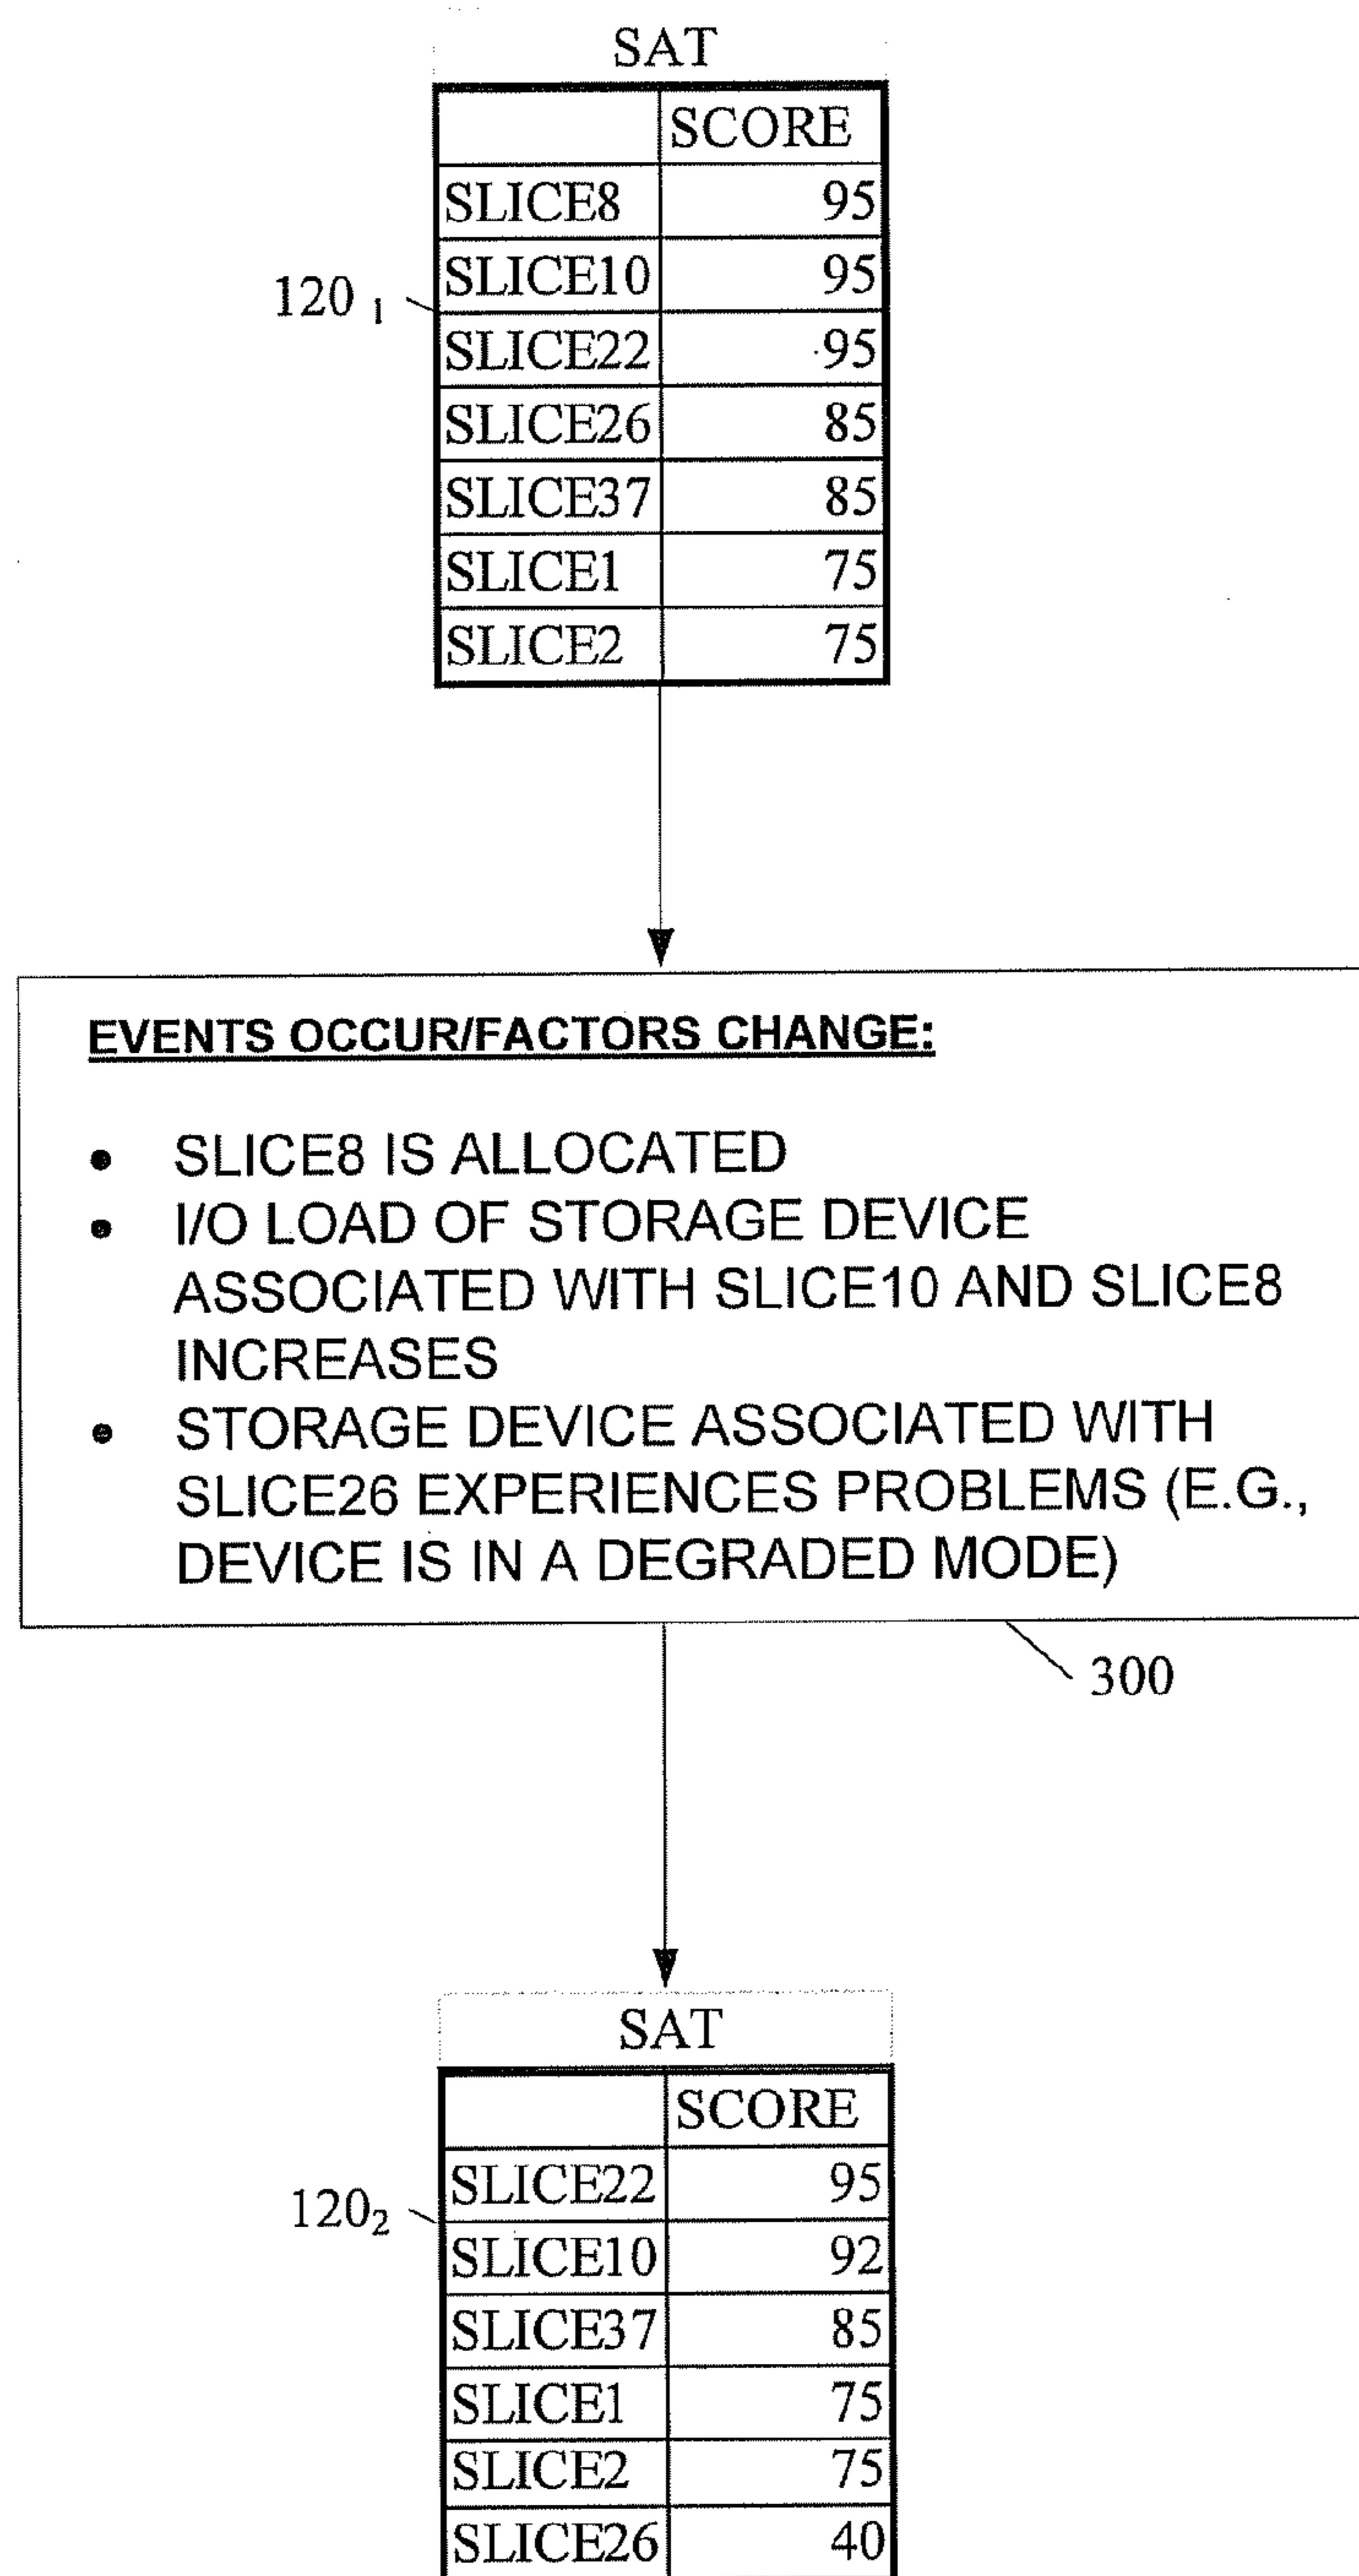 SAT
SCORE
SLICE8 95
SLICE10 95
120 1
SLICE22 95
SLICE26 85
SLICE37 85
SLICE1 75
SLICE2 75
EVENTS OCCUR/FACTORS CHANGE:
• SLICE8 IS ALLOCATED
• I/O LOAD OF STORAGE DEVICE
ASSOCIATED WITH SLICE10 AND SLICE8
INCREASES
• STORAGE DEVICE ASSOCIATED WITH
SLICE26 EXPERIENCES PROBLEMS (E.G.,
DEVICE IS IN A DEGRADED MODE)
300
SAT
SCORE
SLICE22 95
120₂
SLICE10 92
SLICE37 85
SLICE1 75
SLICE2 75
SLICE26 40